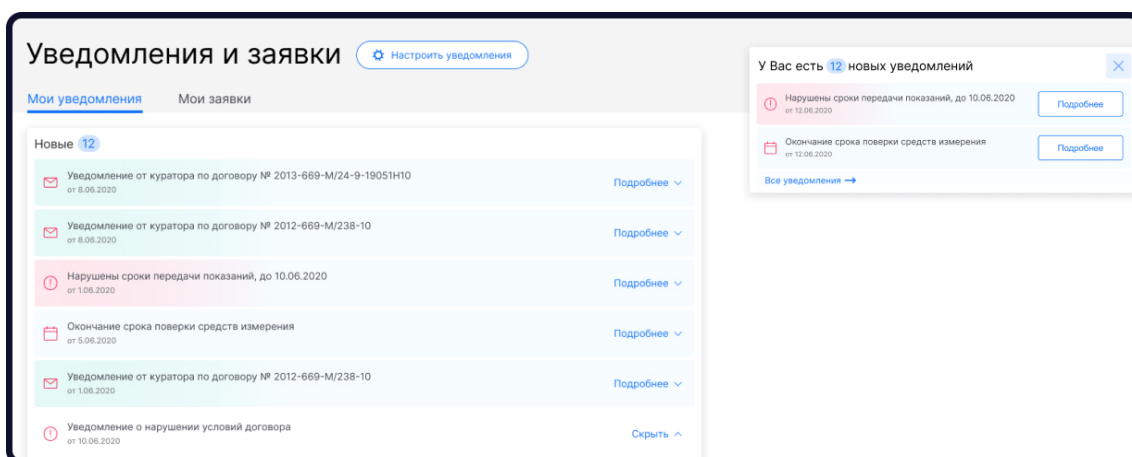 Уведомления и заявки
Настроить уведомления
Мои уведомления
Мои заявки
Новые 12
Уведомление от куратора по договору № 2013-669-М/24-9-19051Н10
от 8.06.2020
Подробнее
Уведомление от куратора по договору № 2012-669-М/238-10
от 8.06.2020
Подробнее
Нарушены сроки передачи показаний, до 10.06.2020
от 1.06.2020
Подробнее
Окончание срока поверки средств измерения
от 5.06.2020
Подробнее
Уведомление от куратора по договору № 2012-669-М/238-10
от 1.06.2020
Подробнее
Уведомление о нарушении условий договора
от 10.06.2020
Скрыть
У Вас есть 12 новых уведомлений
Нарушены сроки передачи показаний, до 10.06.2020
от 12.06.2020
Подробнее
Окончание срока поверки средств измерения
от 12.06.2020
Подробнее
Все уведомления